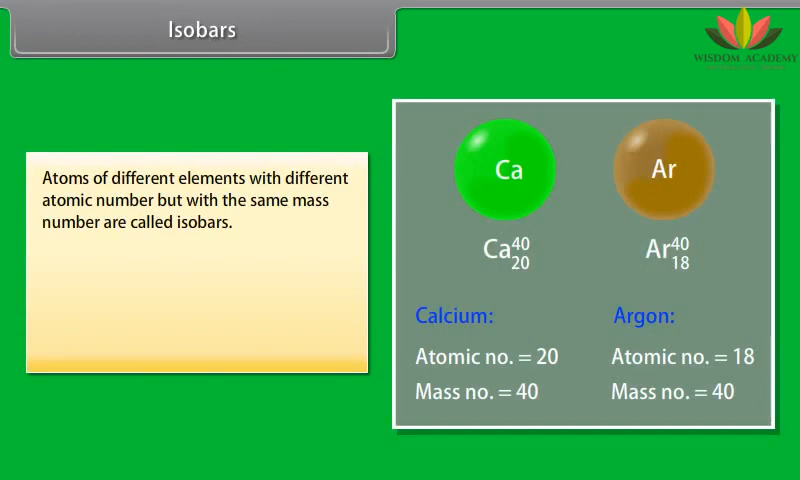 Isobars
WISDOM ACADEMY
Atoms of different elements with different
atomic number but with the same mass
number are called isobars.
Ca Ar
Ca40 20 Ar40 18
Calcium: Argon:
Atomic no. = 20 Atomic no. = 18
Mass no. = 40 Mass no. = 40